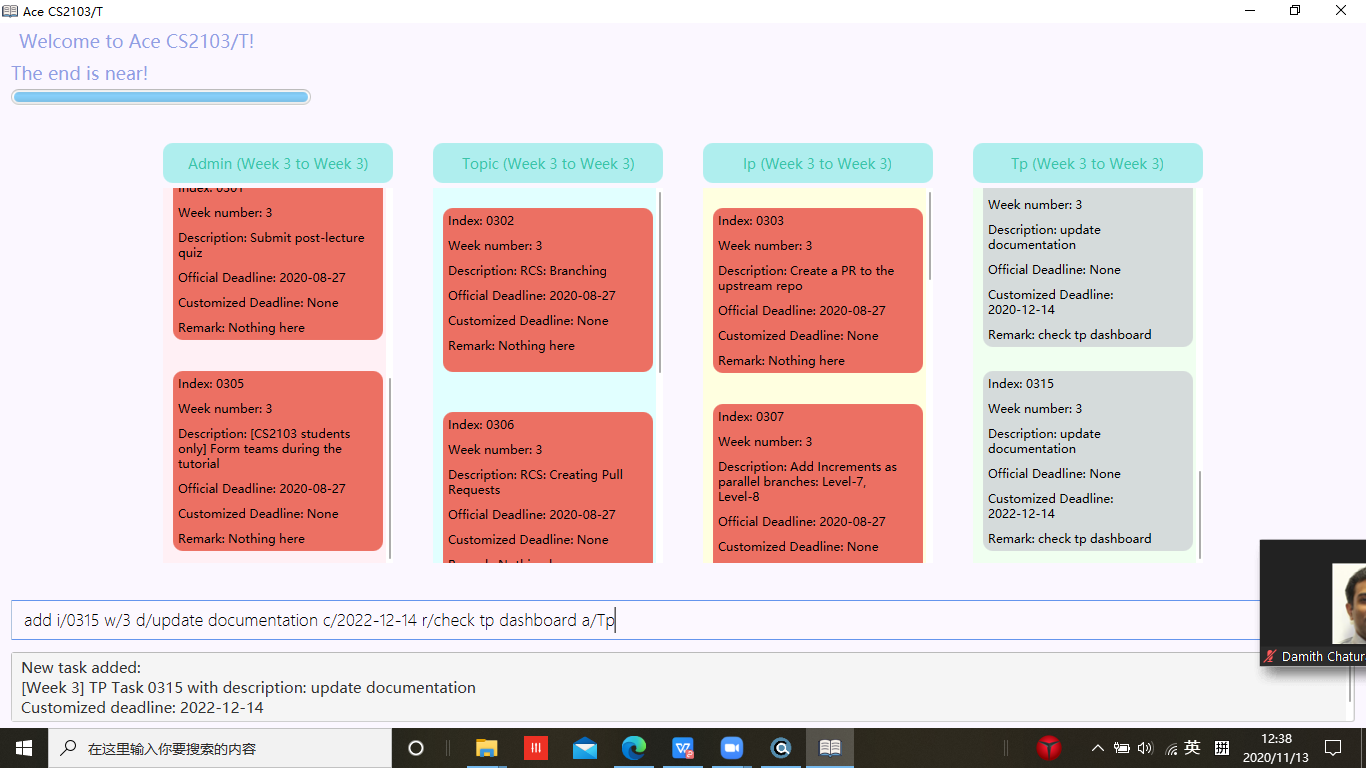 Ace CS2103/T
Welcome to Ace CS2103/T!
The end is near!
Admin (Week 3 to Week 3)
Index: 0301
Week number: 3
Description: Submit post-lecture
quiz
Official Deadline: 2020-08-27
Customized Deadline: None
Remark: Nothing here
Index: 0305
Week number: 3
Description: [CS2103 students
only] Form teams during the
tutorial
Official Deadline: 2020-08-27
Customized Deadline: None
Remark: Nothing here
Topic (Week 3 to Week 3)
Index: 0302
Week number: 3
Description: RCS: Branching
Official Deadline: 2020-08-27
Customized Deadline: None
Remark: Nothing here
Index: 0306
Week number: 3
Description: RCS: Creating Pull
Requests
Official Deadline: 2020-08-27
Customized Deadline: None
Ip (Week 3 to Week 3)
Index: 0303
Week number: 3
Description: Create a PR to the
upstream repo
Official Deadline: 2020-08-27
Customized Deadline: None
Remark: Nothing here
Index: 0307
Week number: 3
Description: Add Increments as
parallel branches: Level-7,
Level-8
Official Deadline: 2020-08-27
Customized Deadline: None
Tp (Week 3 to Week 3)
Week number: 3
Description: update
documentation
Official Deadline: None
Customized Deadline:
2020-12-14
Remark: check tp dashboard
Index: 0315
Week number: 3
Description: update
documentation
Official Deadline: None
Customized Deadline:
2022-12-14
Remark: check tp dashboard
add i/0315 w/3 d/update documentation c/2022-12-14 r/check tp dashboard a/Tp
Damith Chatur
New task added:
[Week 3] TP Task 0315 with description: update documentation
Customized deadline: 2022-12-14
在这里输入你要搜索的内容
英
拼
12:38
2020/11/13